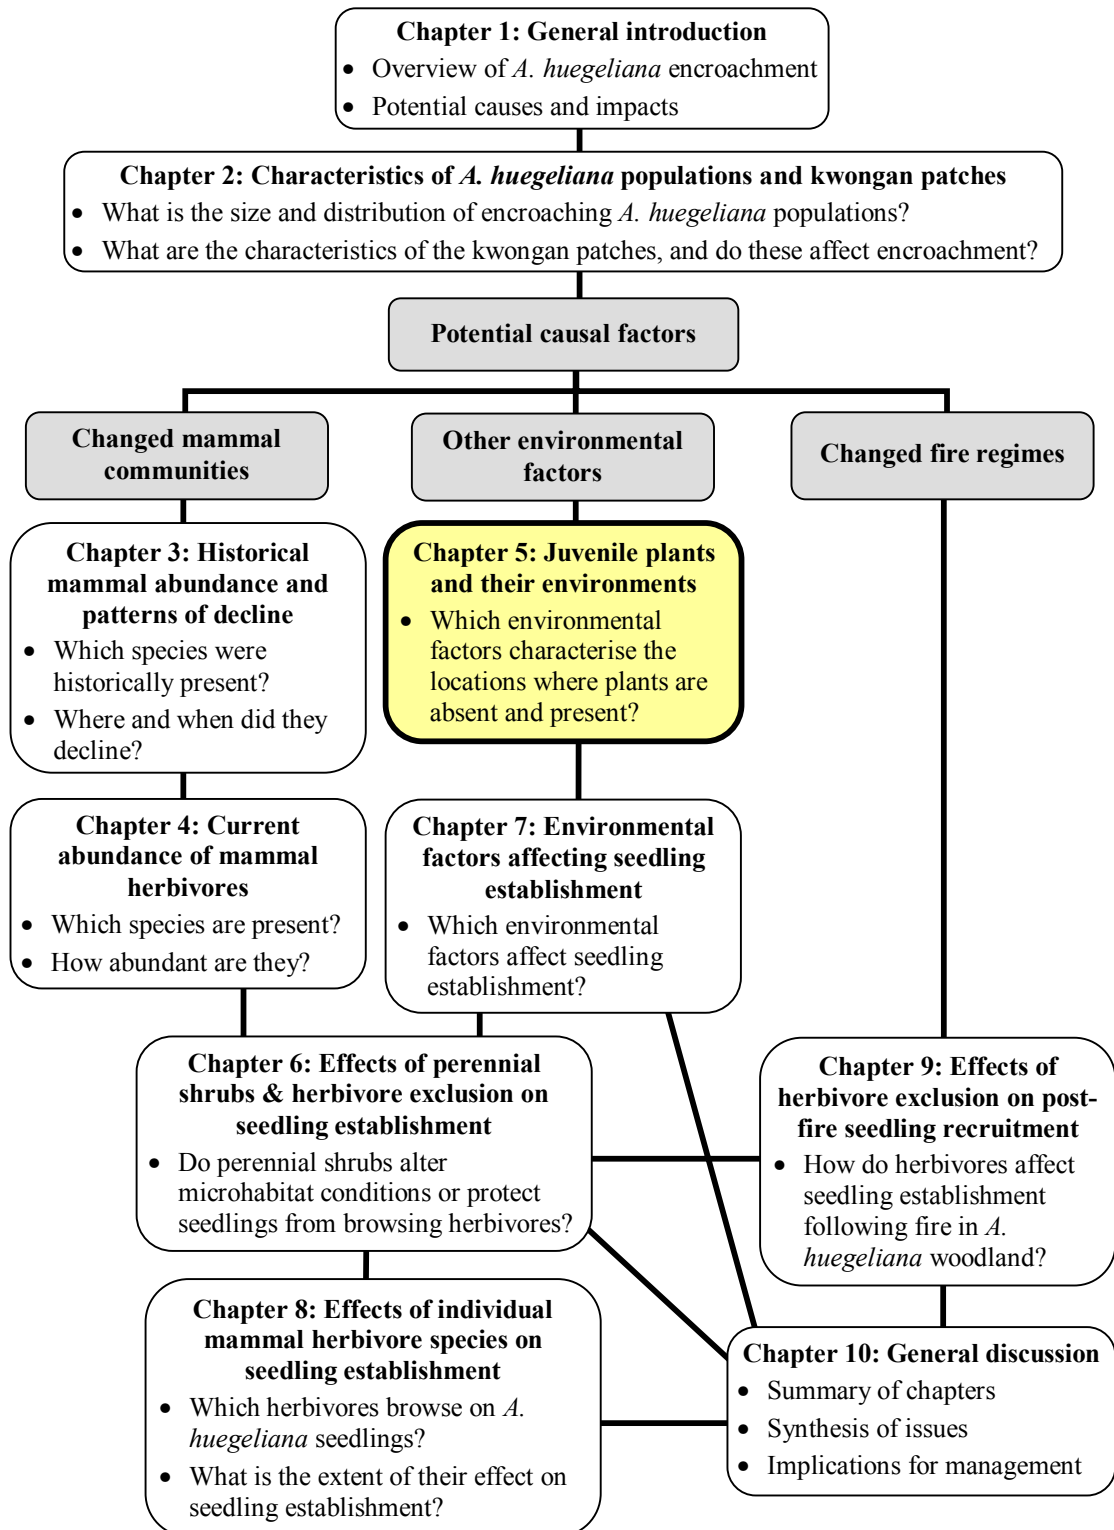 Chapter 1: General introduction
• Overview of A. huegeliana encroachment
• Potential causes and impacts
Chapter 2: Characteristics of A. huegeliana populations and kwongan patches
• What is the size and distribution of encroaching A. huegeliana populations?
• What are the characteristics of the kwongan patches, and do these affect encroachment?
Potential causal factors
Changed mammal
communities
Other environmental
factors
Changed fire regimes
Chapter 3: Historical
mammal abundance and
patterns of decline
• Which species were
historically present?
• Where and when did they
decline?
Chapter 5: Juvenile plants
and their environments
• Which environmental
factors characterise the
locations where plants are
absent and present?
Chapter 4: Current
abundance of mammal
herbivores
• Which species are present?
• How abundant are they?
Chapter 7: Environmental
factors affecting seedling
establishment
• Which environmental
factors affect seedling
establishment?
Chapter 6: Effects of perennial
shrubs & herbivore exclusion on
seedling establishment
• Do perennial shrubs alter
microhabitat conditions or protect
seedlings from browsing herbivores?
Chapter 9: Effects of
herbivore exclusion on post-
fire seedling recruitment
• How do herbivores affect
seedling establishment
following fire in A.
huegeliana woodland?
Chapter 8: Effects of individual
mammal herbivore species on
seedling establishment
• Which herbivores browse on A.
huegeliana seedlings?
• What is the extent of their effect on
seedling establishment?
Chapter 10: General discussion
• Summary of chapters
• Synthesis of issues
• Implications for management